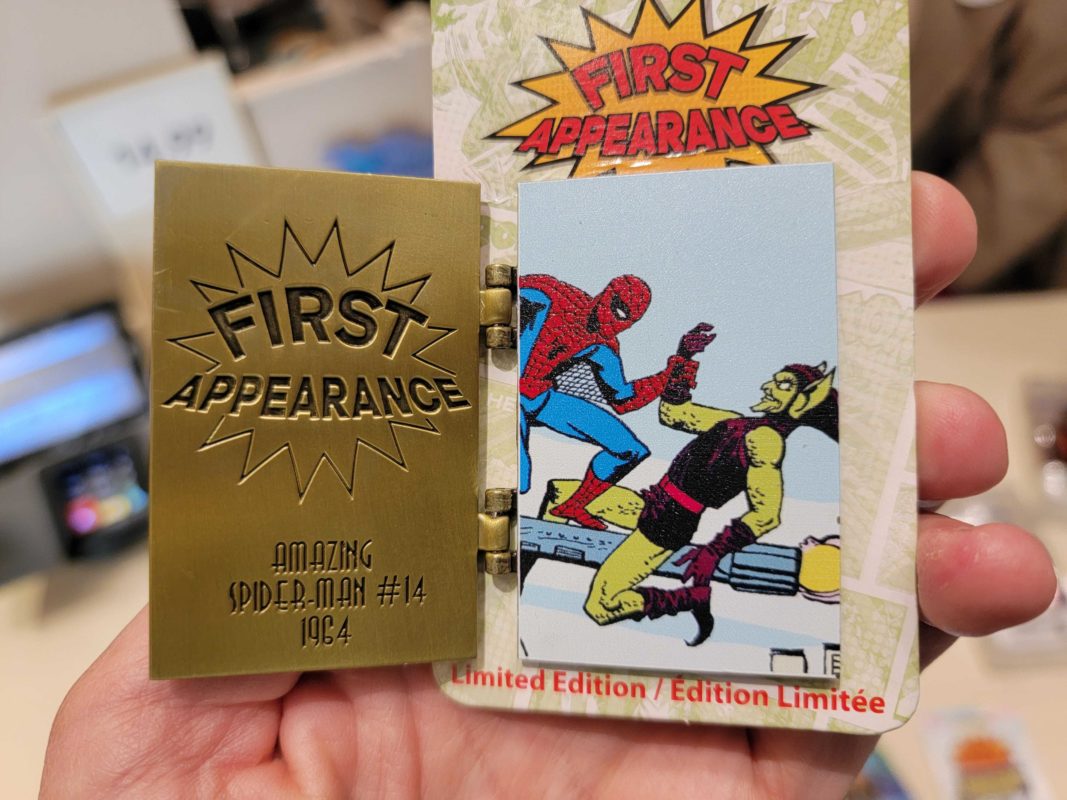 FIRST
APPEARANCE
FIRST
APPEARANCE
AMAZING
SPIDER-MAN #14
1964
Limited Edition / Édition Limitée